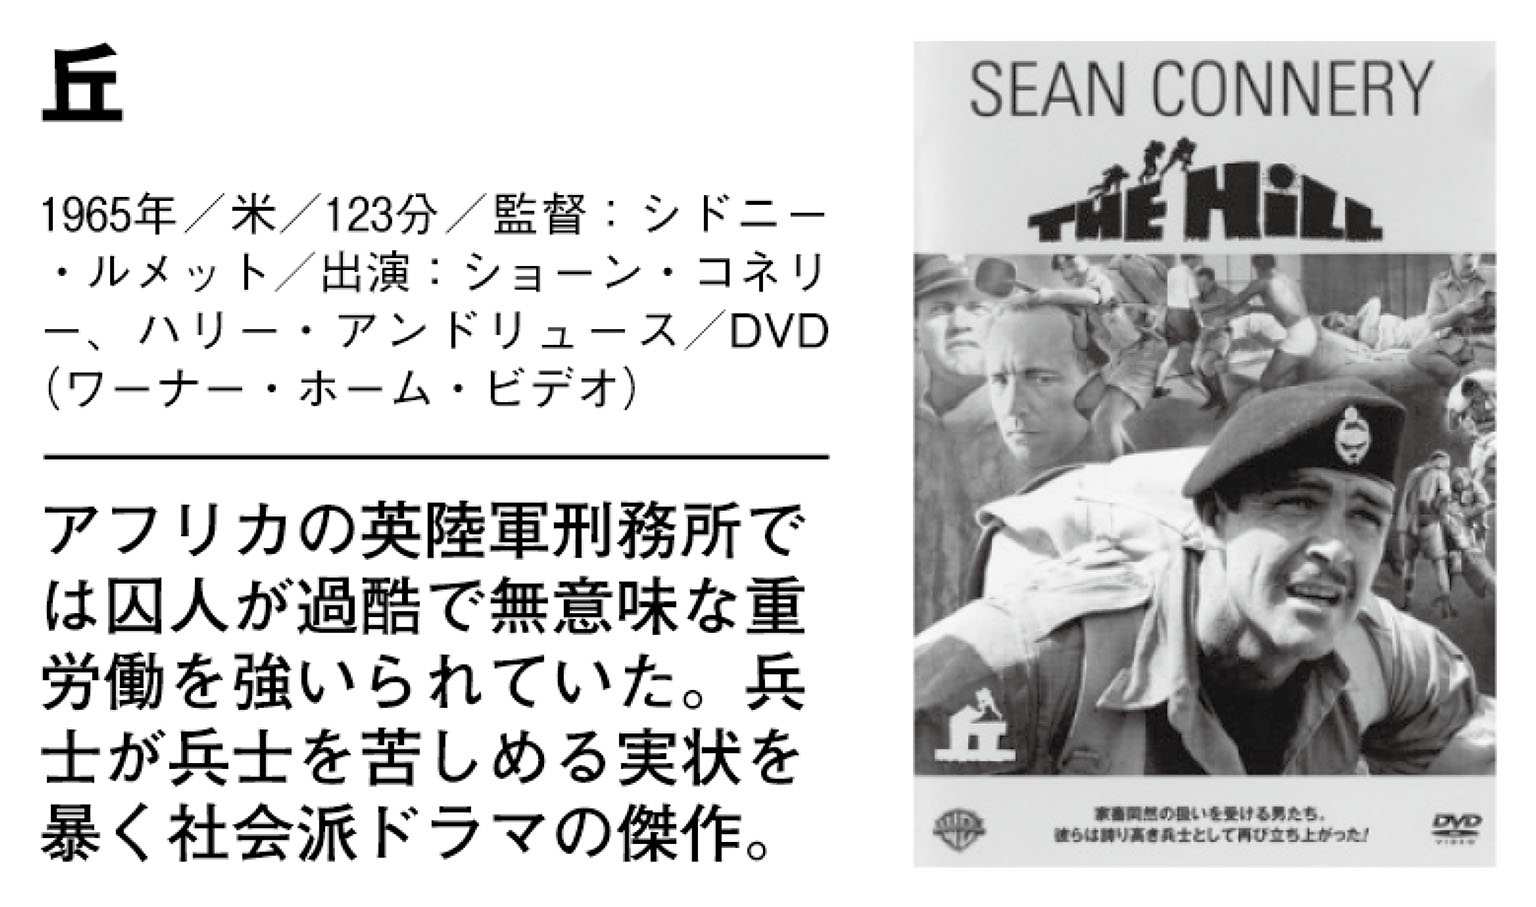 丘
1965年／米／123分／監督：シドニー
・ルメット／出演：ショーン・コネリ
ー、ハリー・アンドリュース／DVD
（ワーナー・ホーム・ビデオ）
アフリカの英陸軍刑務所で
は囚人が過酷で無意味な重
労働を強いられていた。兵
士が兵士を苦しめる実状を
暴く社会派ドラマの傑作。
SEAN CONNERY
THE HiLL
丘
家畜同然の扱いを受ける男たち。
彼らは誇り高き兵士として再び立ち上がった!
DVD
VIDEO